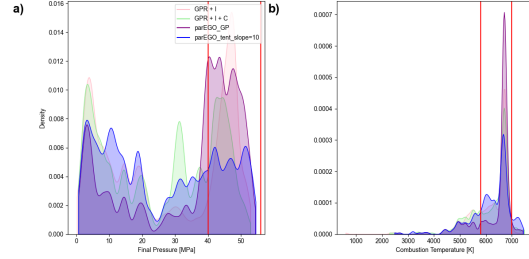 a)
0.016
0.014
0.012
0.010
0.008
0.006
0.004
0.002
0.000
Density
GPR + I
GPR + I + C
parEGO_GP
parEGO_tent_slope=10
0 10 20 30 40 50
Final Pressure [MPa]
b)
0.0007
0.0006
0.0005
0.0004
0.0003
0.0002
0.0001
0.0000
1000 2000 3000 4000 5000 6000 7000
Combustion Temperature [K]